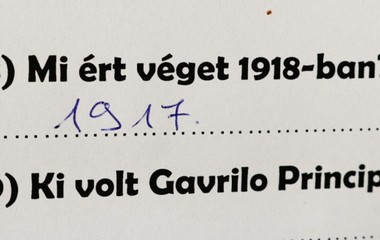 ) Mi ért véget 1918-ban?
1917.
) Ki volt Gavrilo Princip